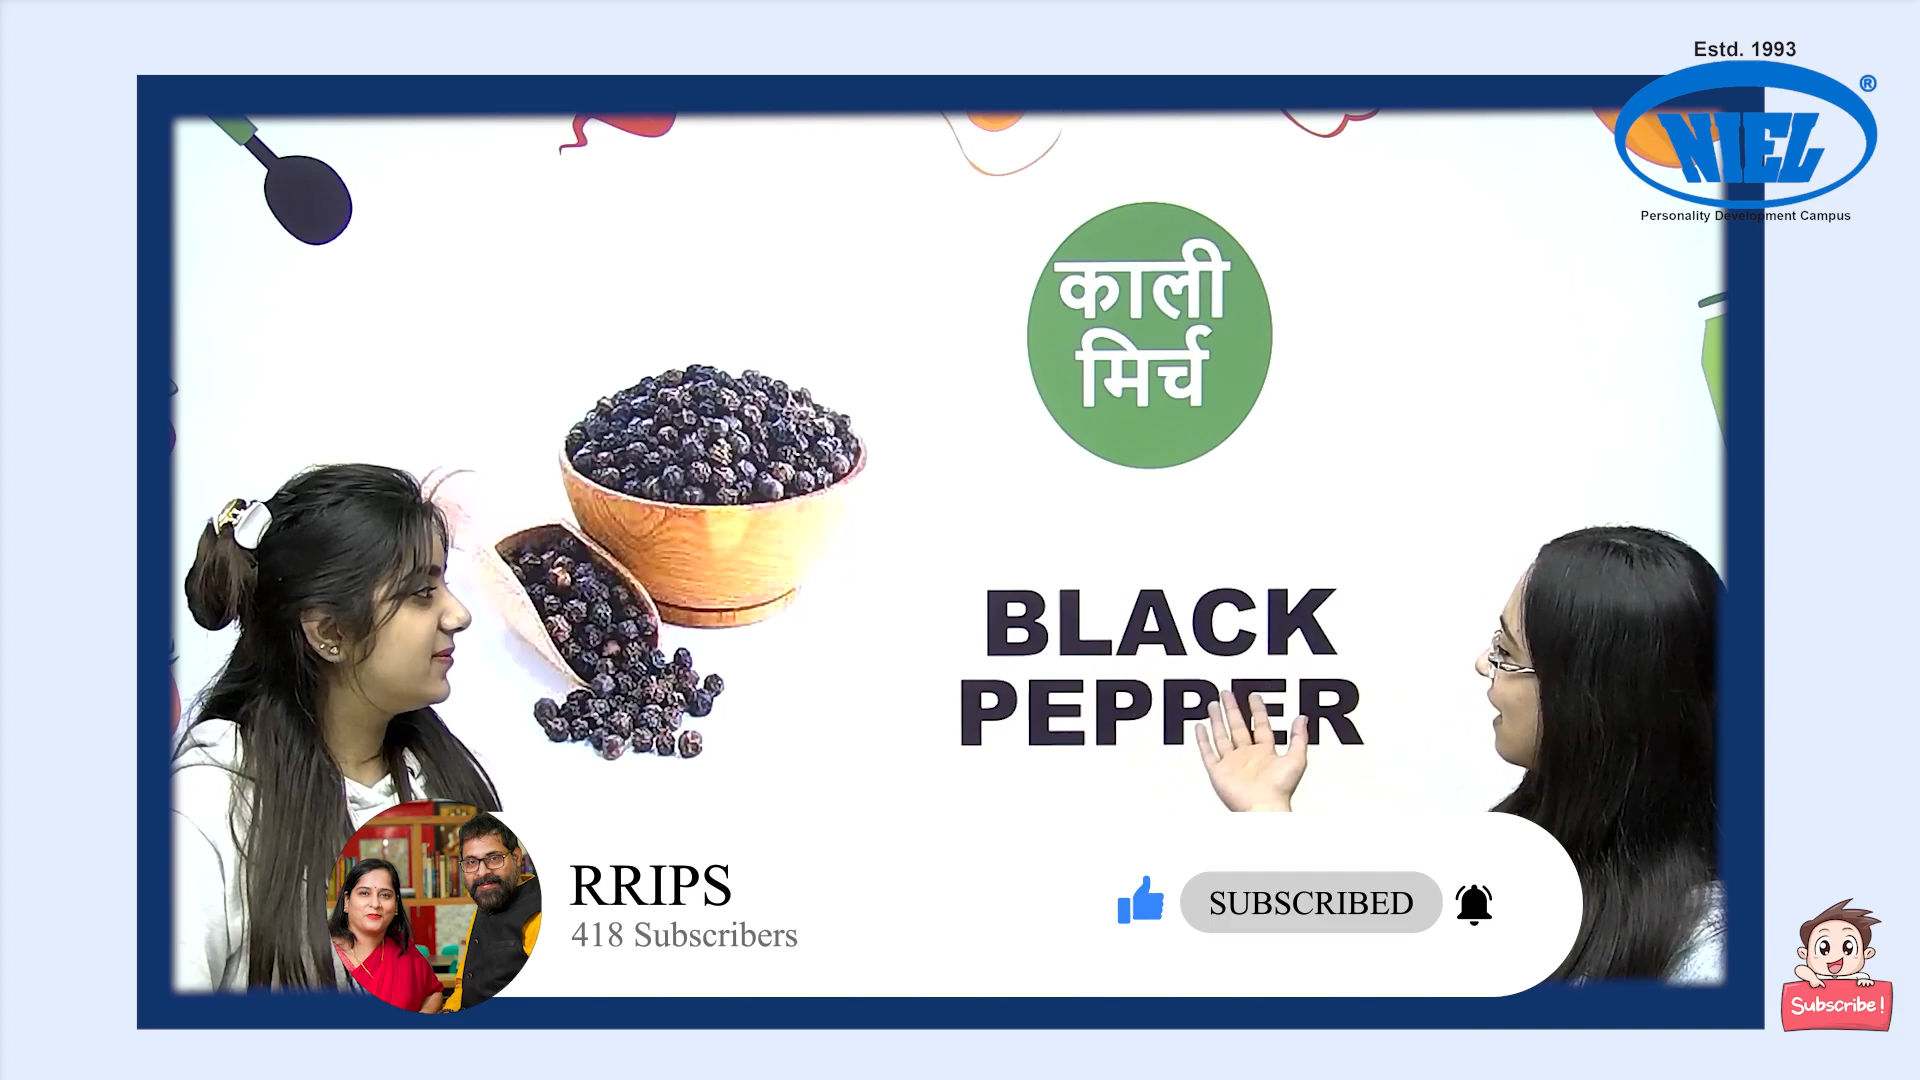 Estd. 1993
NIEL
®
Personality Development Campus
काली
मिर्च
BLACK
PEPPER
RRIPS
418 Subscribers
SUBSCRIBED
Subscribe!